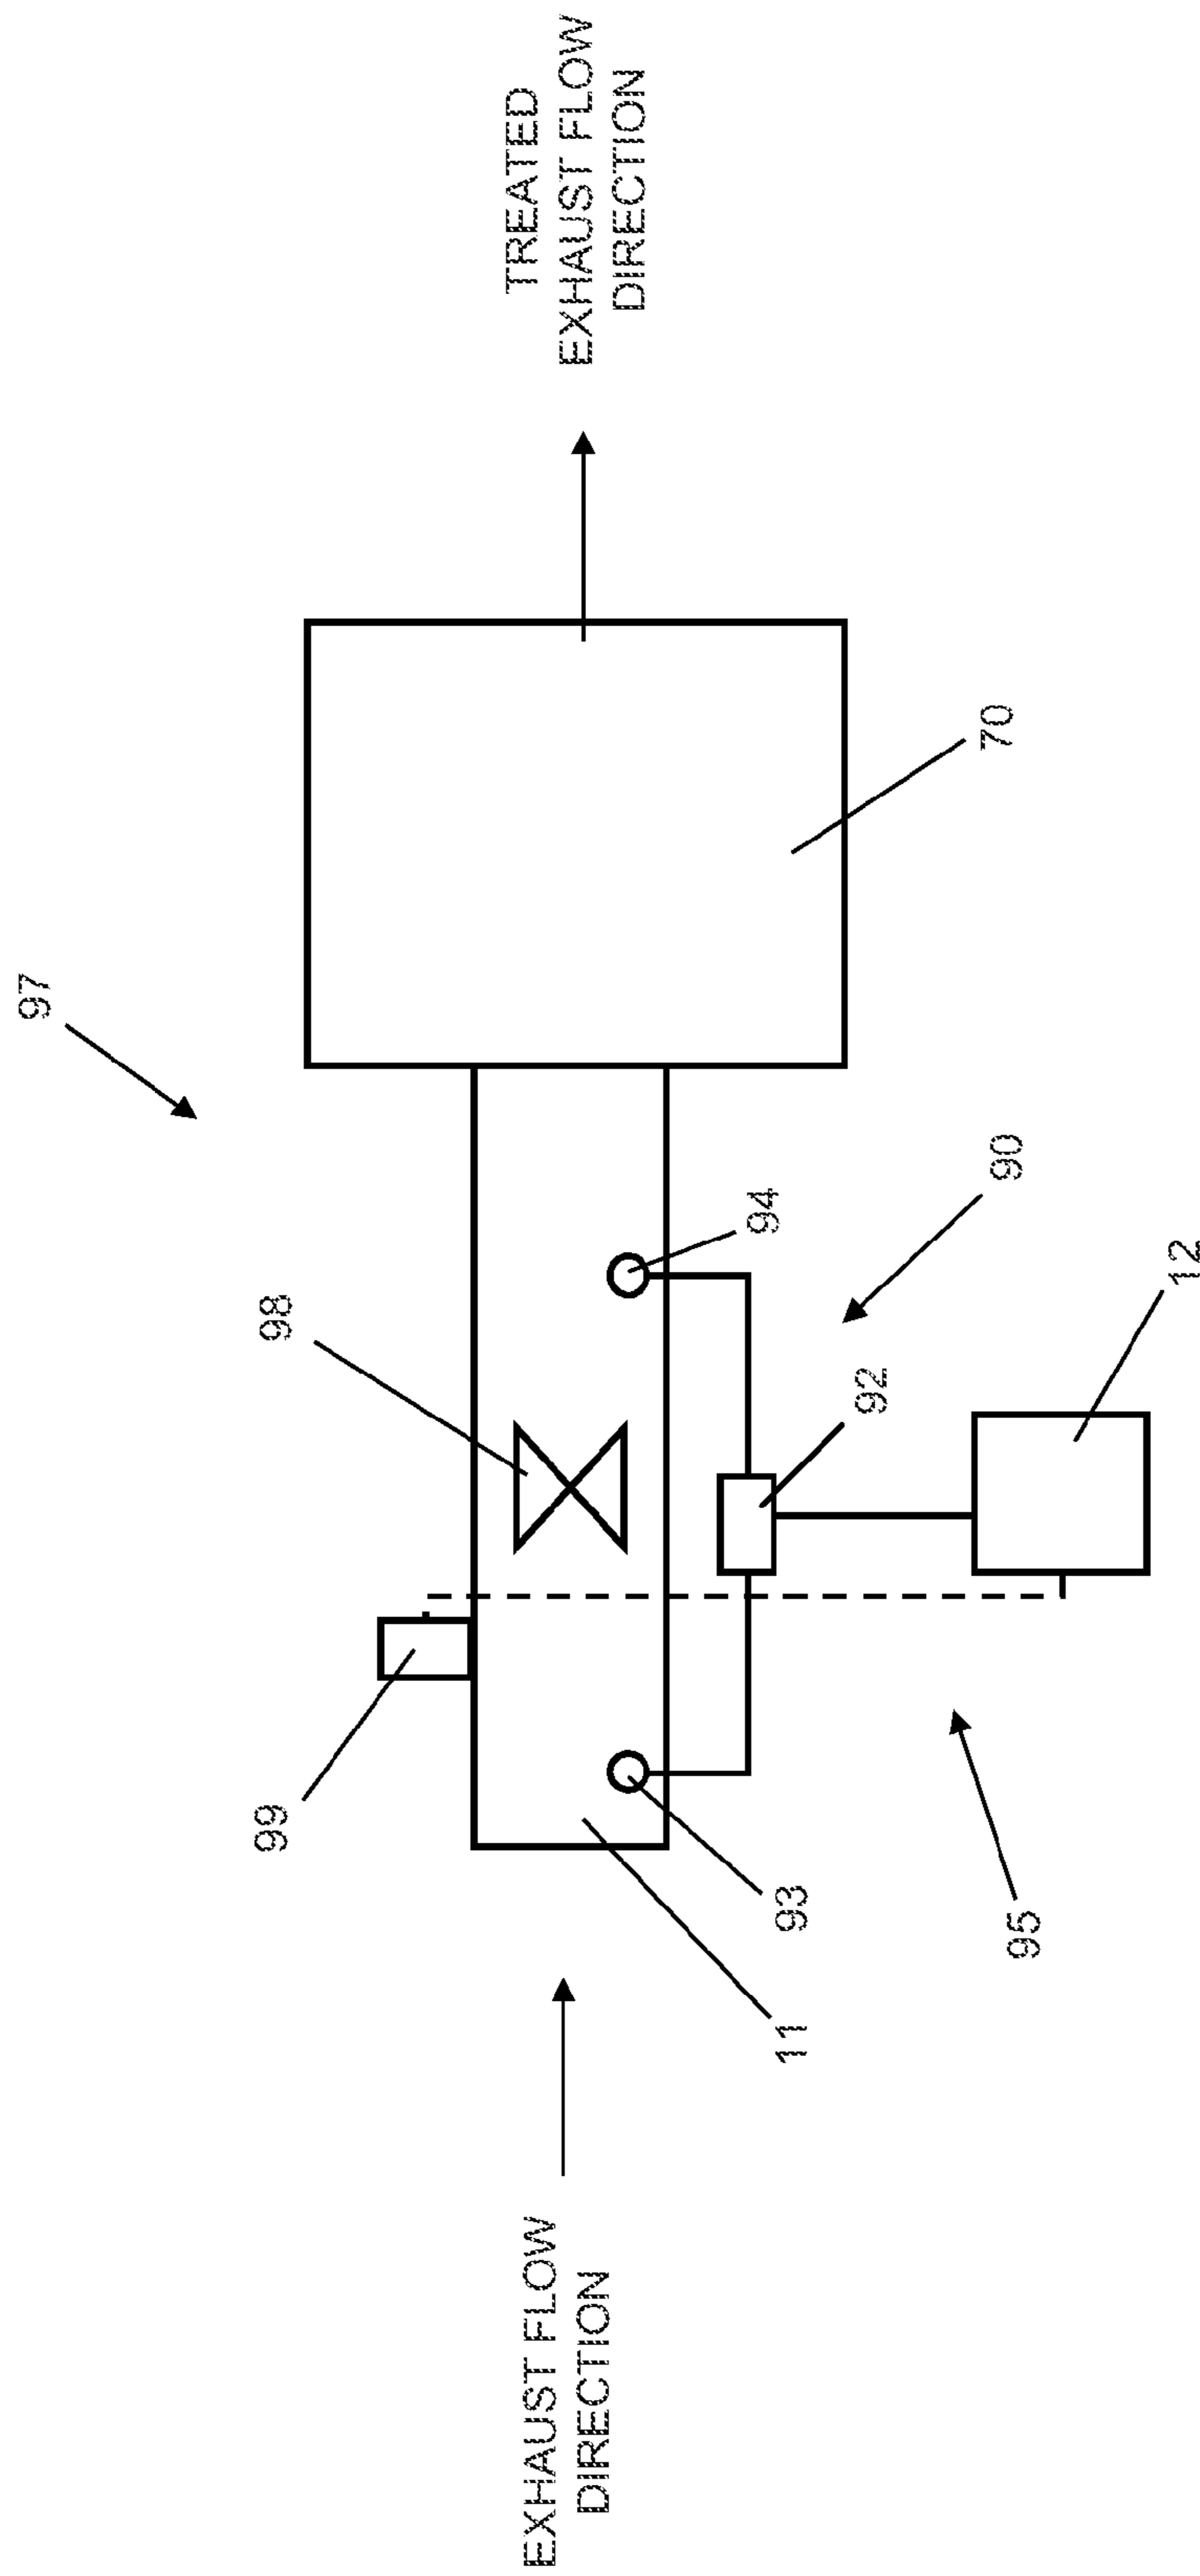 97
99
98
EXHAUST FLOW
DIRECTION
TREATED
EXHAUST FLOW
DIRECTION
11
93
94
92
90
70
95
12